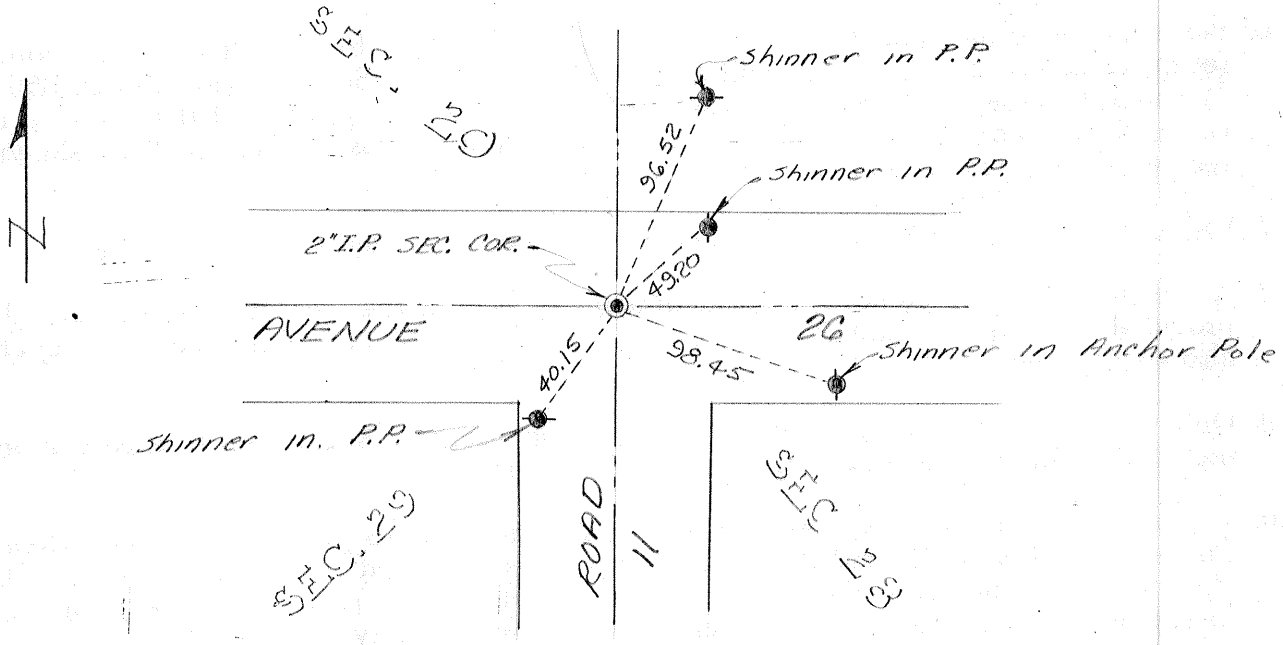 SEC. 20
Shinner in P.P.
96.52
Shinner in P.P.
N
2" I.P. SEC. COR.
49.20
AVENUE 26
98.45
Shinner in Anchor Pole
40.15
Shinner in. P.P.
SEC. 29
ROAD 11
SEC 28